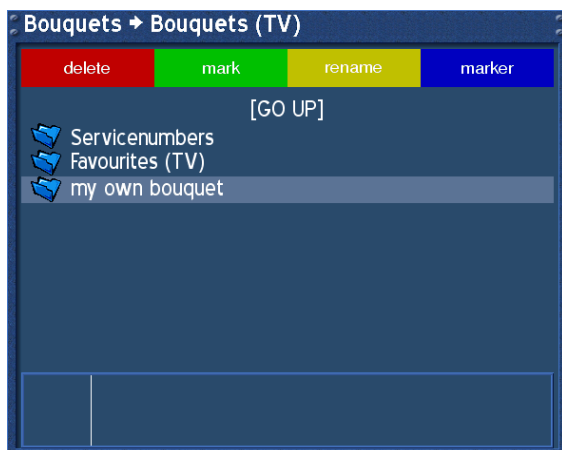 Bouquets ➜ Bouquets (TV)
delete mark rename marker
[GO UP]
Servicenumbers
Favourites (TV)
my own bouquet